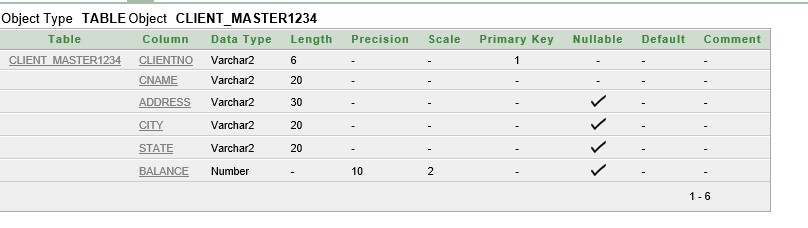 Object Type TABLE Object CLIENT_MASTER1234
Table Column Data Type Length Precision Scale Primary Key Nullable Default Comment
CLIENT_MASTER1234 CLIENTNO Varchar2 6 - - 1 - - -
CNAME Varchar2 20 - - - - - -
ADDRESS Varchar2 30 - - - ✓ - -
CITY Varchar2 20 - - - ✓ - -
STATE Varchar2 20 - - - ✓ - -
BALANCE Number - 10 2 - ✓ - -
1 - 6